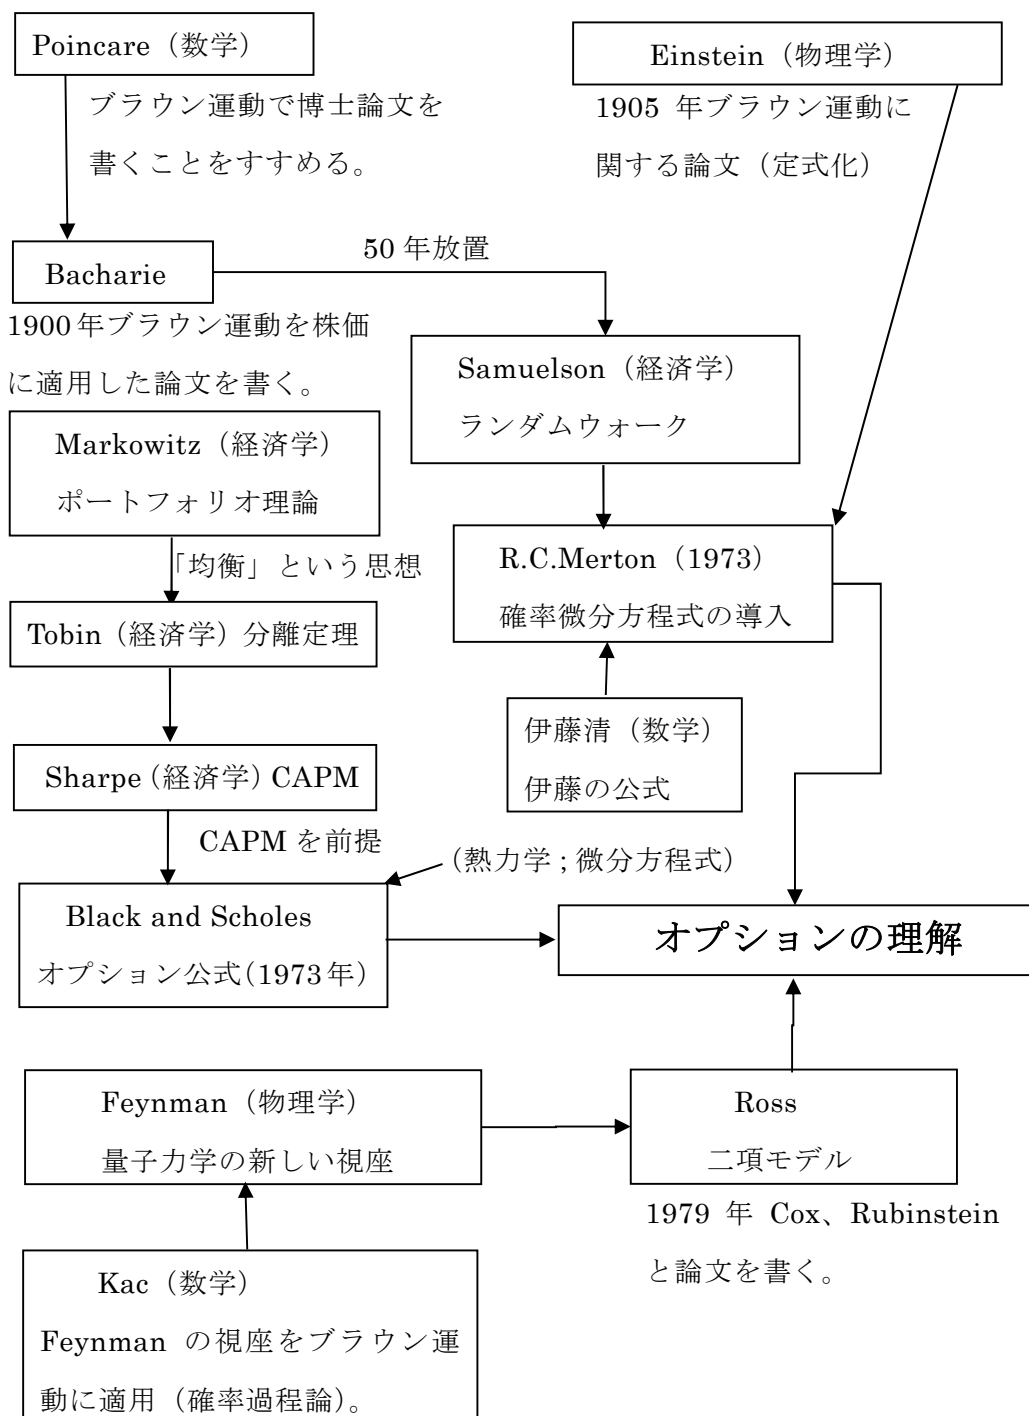 Poincare（数学）
Einstein（物理学）
ブラウン運動で博士論文を
書くことをすすめる。
1905 年ブラウン運動に
関する論文（定式化）
50 年放置
Bacharie
1900 年ブラウン運動を株価
に適用した論文を書く。
Samuelson（経済学）
ランダムウォーク
Markowitz（経済学）
ポートフォリオ理論
「均衡」という思想
R.C.Merton（1973）
確率微分方程式の導入
Tobin（経済学）分離定理
伊藤清（数学）
伊藤の公式
Sharpe（経済学）CAPM
CAPM を前提
（熱力学；微分方程式）
Black and Scholes
オプション公式（1973 年）
オプションの理解
Feynman（物理学）
量子力学の新しい視座
Ross
二項モデル
1979 年 Cox、Rubinstein
と論文を書く。
Kac（数学）
Feynman の視座をブラウン運
動に適用（確率過程論）。